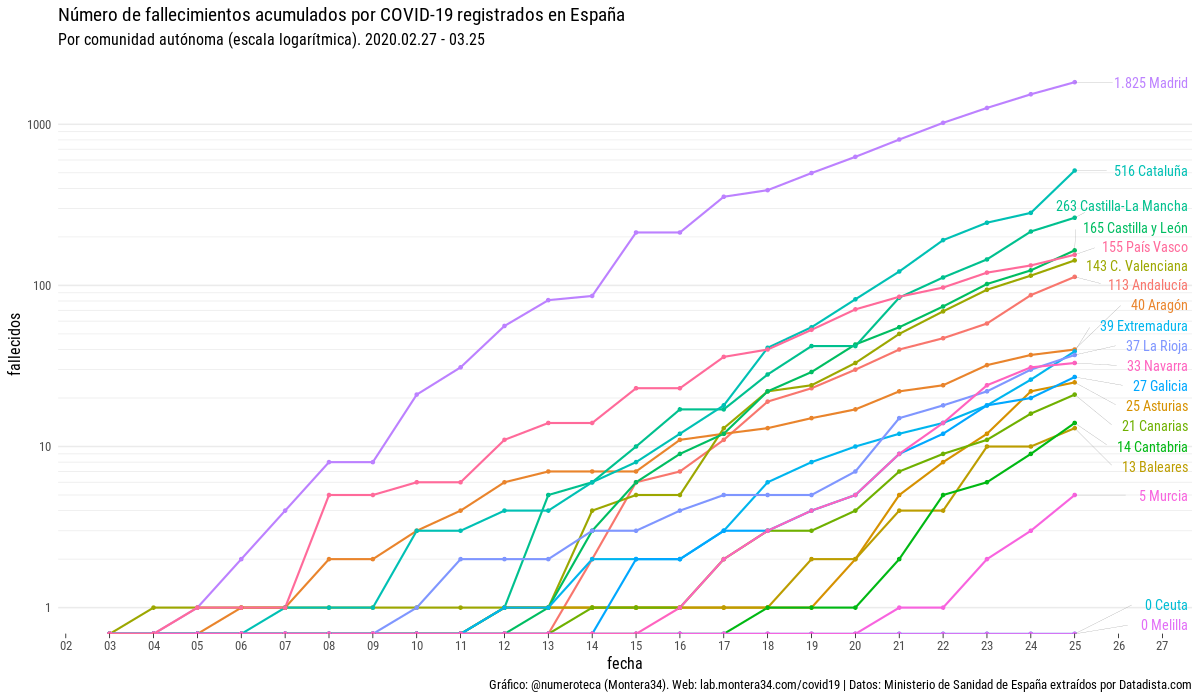 Número de fallecimientos acumulados por COVID-19 registrados en España
Por comunidad autónoma (escala logarítmica). 2020.02.27 - 03.25
fallecidos
1000
100
10
1
1.825 Madrid
516 Cataluña
263 Castilla-La Mancha
165 Castilla y León
155 País Vasco
143 C. Valenciana
113 Andalucía
40 Aragón
39 Extremadura
37 La Rioja
33 Navarra
27 Galicia
25 Asturias
21 Canarias
14 Cantabria
13 Baleares
5 Murcia
0 Ceuta
0 Melilla
02 03 04 05 06 07 08 09 10 11 12 13 14 15 16 17 18 19 20 21 22 23 24 25 26 27
fecha
Gráfico: @numeroteca (Montera34). Web: lab.montera34.com/covid19 | Datos: Ministerio de Sanidad de España extraídos por Datadista.com